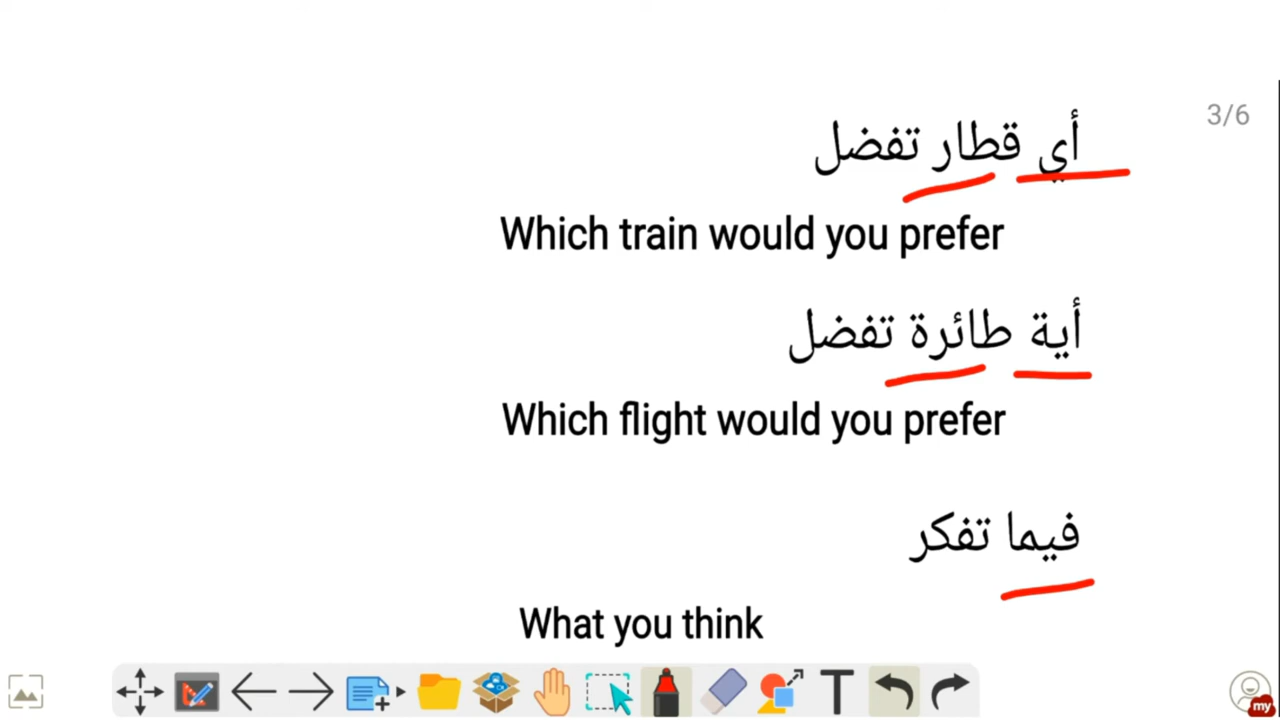 3/6
أي قطار تفضل
Which train would you prefer
أية طائرة تفضل
Which flight would you prefer
فيما تفكر
What you think
T
my